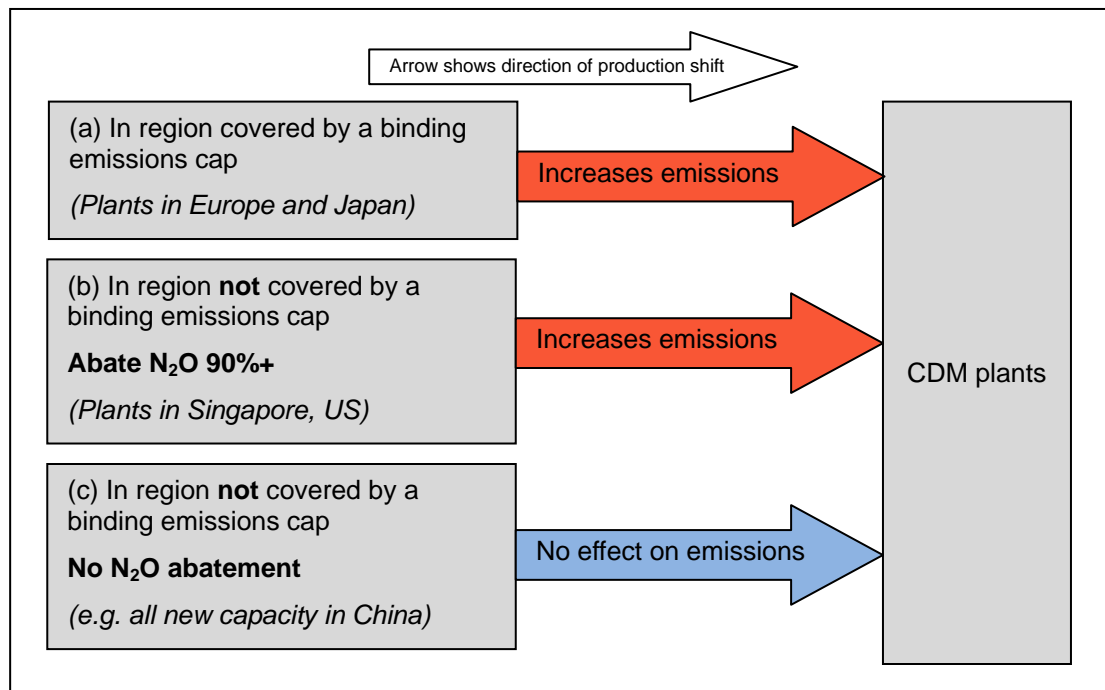 Arrow shows direction of production shift
(a) In region covered by a binding
emissions cap
(Plants in Europe and Japan)
Increases emissions
(b) In region not covered by a
binding emissions cap
Abate N₂O 90%+
(Plants in Singapore, US)
Increases emissions
CDM plants
(c) In region not covered by a
binding emissions cap
No N₂O abatement
(e.g. all new capacity in China)
No effect on emissions